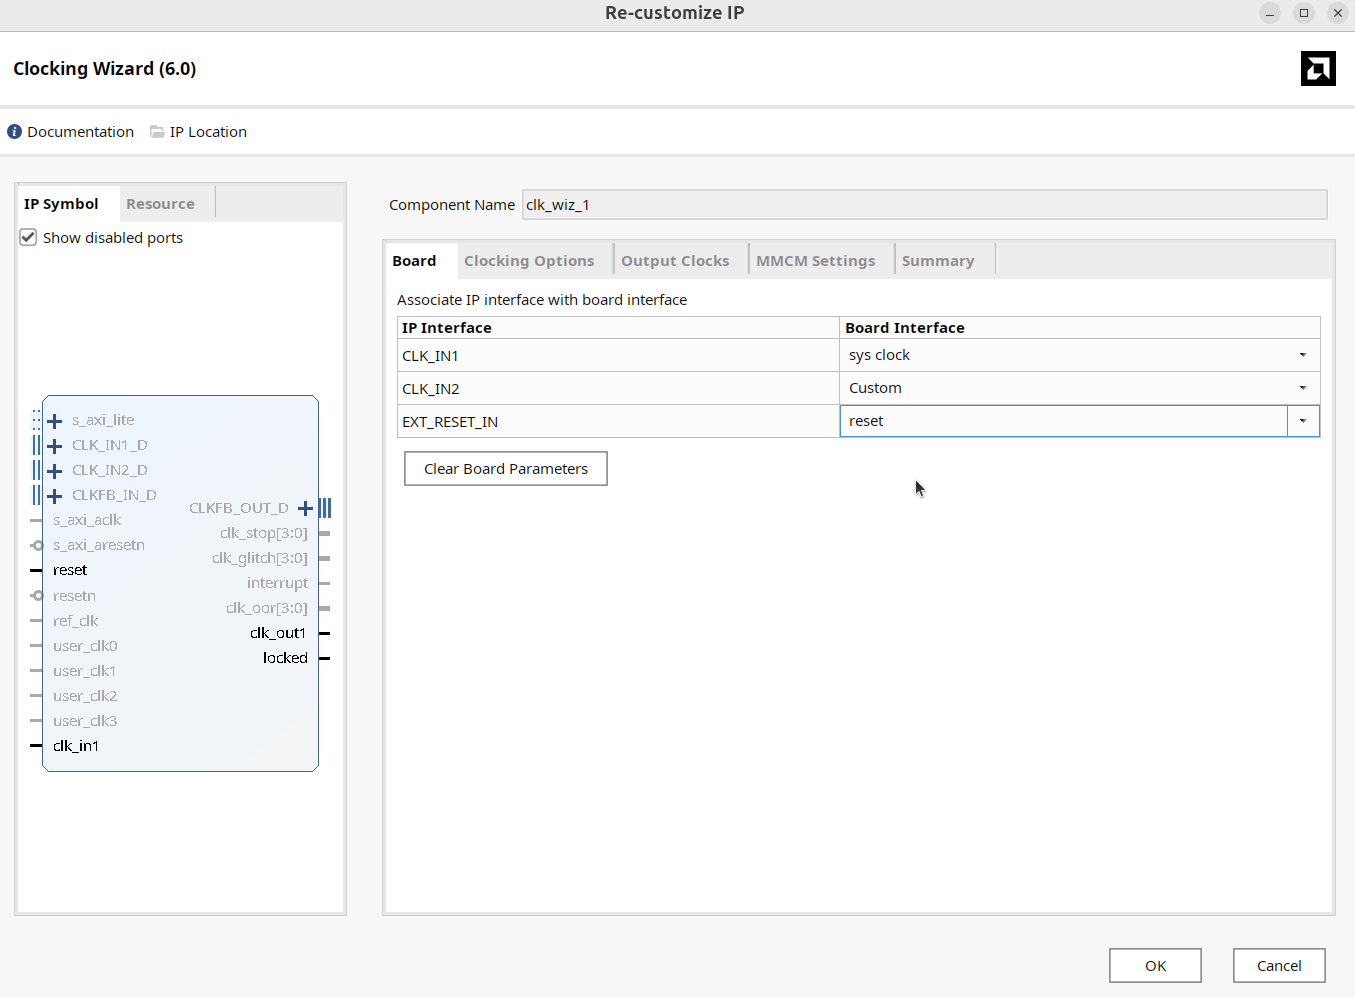 Re-customize IP
Clocking Wizard (6.0)
Documentation IP Location
IP Symbol Resource
Show disabled ports
s_axi_lite
CLK_IN1_D
CLK_IN2_D
CLKFB_IN_D
s_axi_aclk
s_axi_aresetn
reset
resetn
ref_clk
user_clk0
user_clk1
user_clk2
user_clk3
clk_in1
CLKFB_OUT_D
clk_stop[3:0]
clk_glitch[3:0]
interrupt
clk_oor[3:0]
clk_out1
locked
Component Name clk_wiz_1
Board Clocking Options Output Clocks MMCM Settings Summary
Associate IP interface with board interface
IP Interface Board Interface
CLK_IN1 sys clock
CLK_IN2 Custom
EXT_RESET_IN reset
Clear Board Parameters
OK Cancel